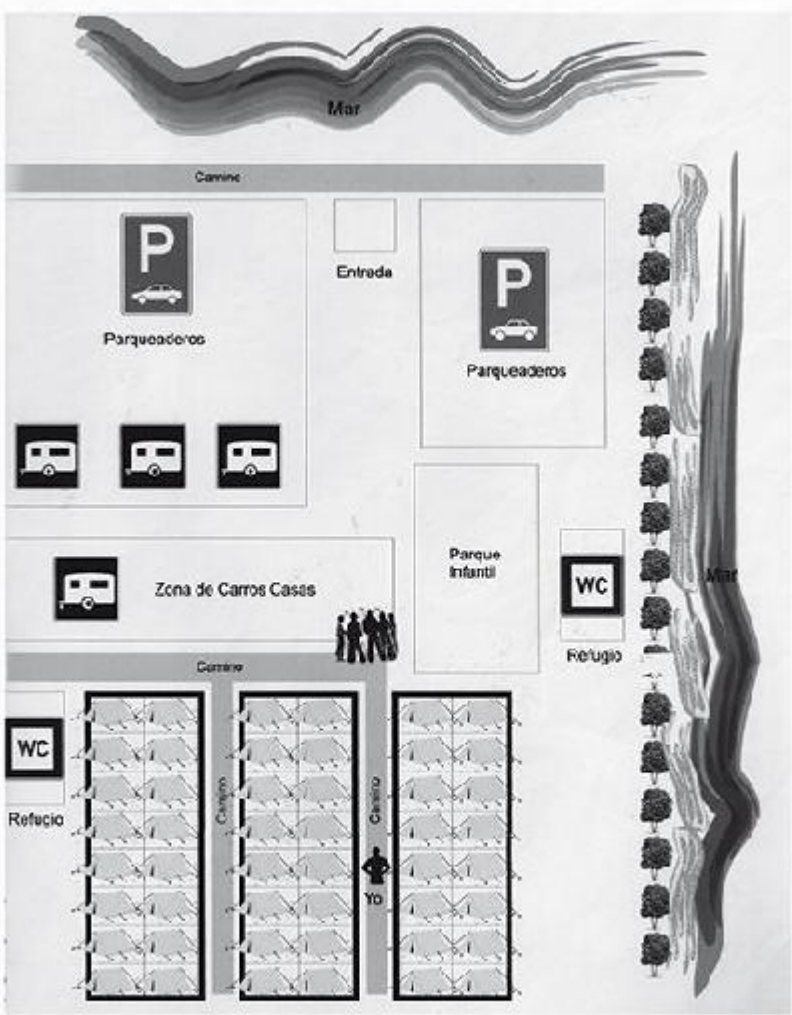 Mar
Camino
P
Parqueaderos
Entrada
P
Parqueaderos
Zona de Carros Casas
Parque
Infantil
WC
Refugio
Mar
Camino
WC
Refugio
Camino
Camino
Yo